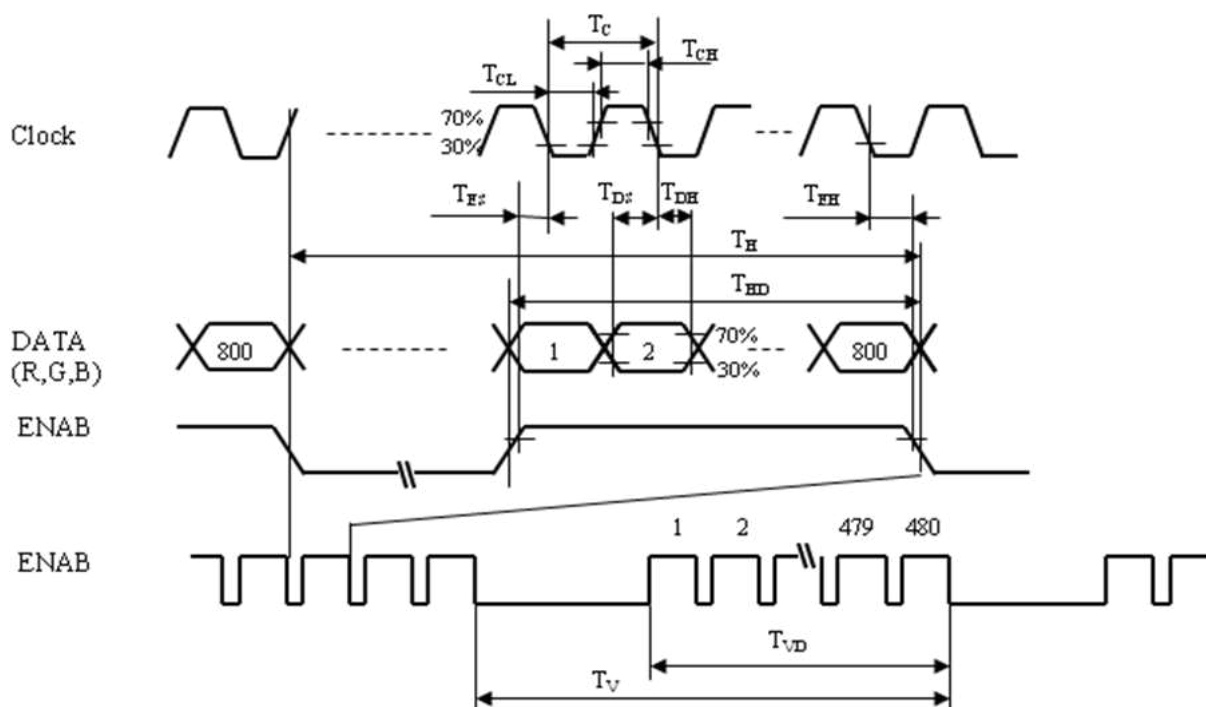 T_C
T_CH
T_CL
Clock
70%
30%
T_ES
T_DS
T_DH
T_EH
T_H
T_HD
DATA
(R,G,B)
800
1
2
70%
30%
800
ENAB
1 2 479 480
ENAB
T_VD
T_V